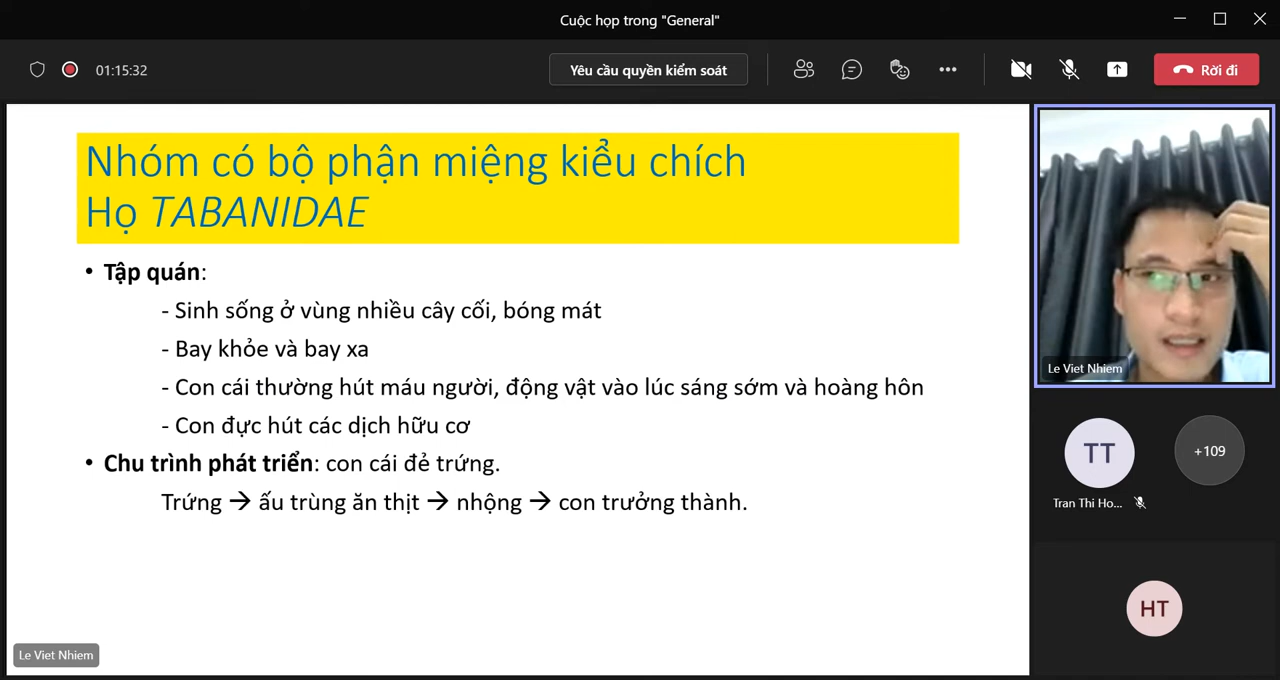 Cuộc họp trong "General"
01:15:32
Yêu cầu quyền kiểm soát
Rời đi
Nhóm có bộ phận miệng kiểu chích
Họ TABANIDAE
• Tập quán:
- Sinh sống ở vùng nhiều cây cối, bóng mát
- Bay khỏe và bay xa
- Con cái thường hút máu người, động vật vào lúc sáng sớm và hoàng hôn
- Con đực hút các dịch hữu cơ
• Chu trình phát triển: con cái đẻ trứng.
Trứng → ấu trùng ăn thịt → nhộng → con trưởng thành.
Le Viet Nhiem
Le Viet Nhiem
TT
+109
Tran Thi Ho...
HT